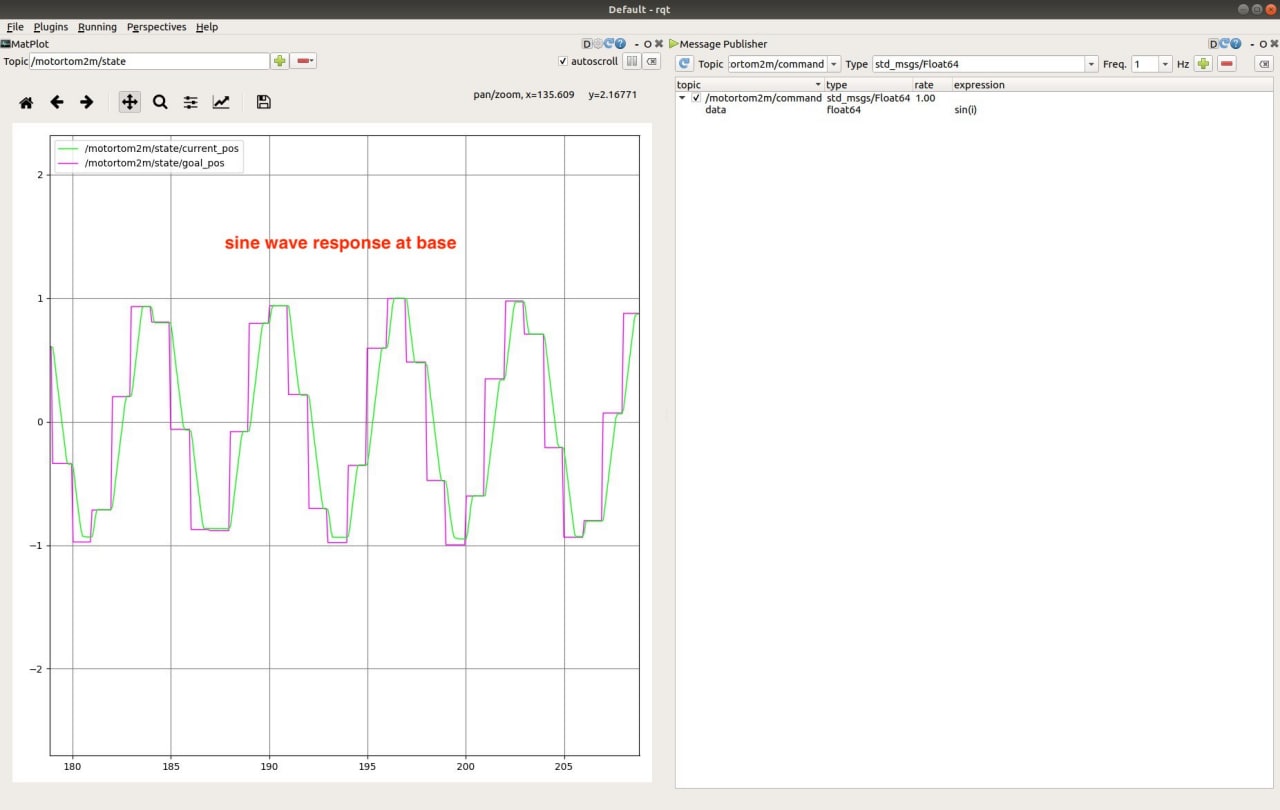 Default - rqt
File Plugins Running Perspectives Help
MatPlot
D - O
Topic /motortom2m/state
autoscroll
pan/zoom, x=135.609 y=2.16771
/motortom2m/state/current_pos
/motortom2m/state/goal_pos
sine wave response at base
2
1
0
−1
−2
180 185 190 195 200 205
Message Publisher
D - O
Topic ortom2m/command Type std_msgs/Float64 Freq. 1 Hz
topic type rate expression
/motortom2m/command std_msgs/Float64 1.00
data float64 sin(i)